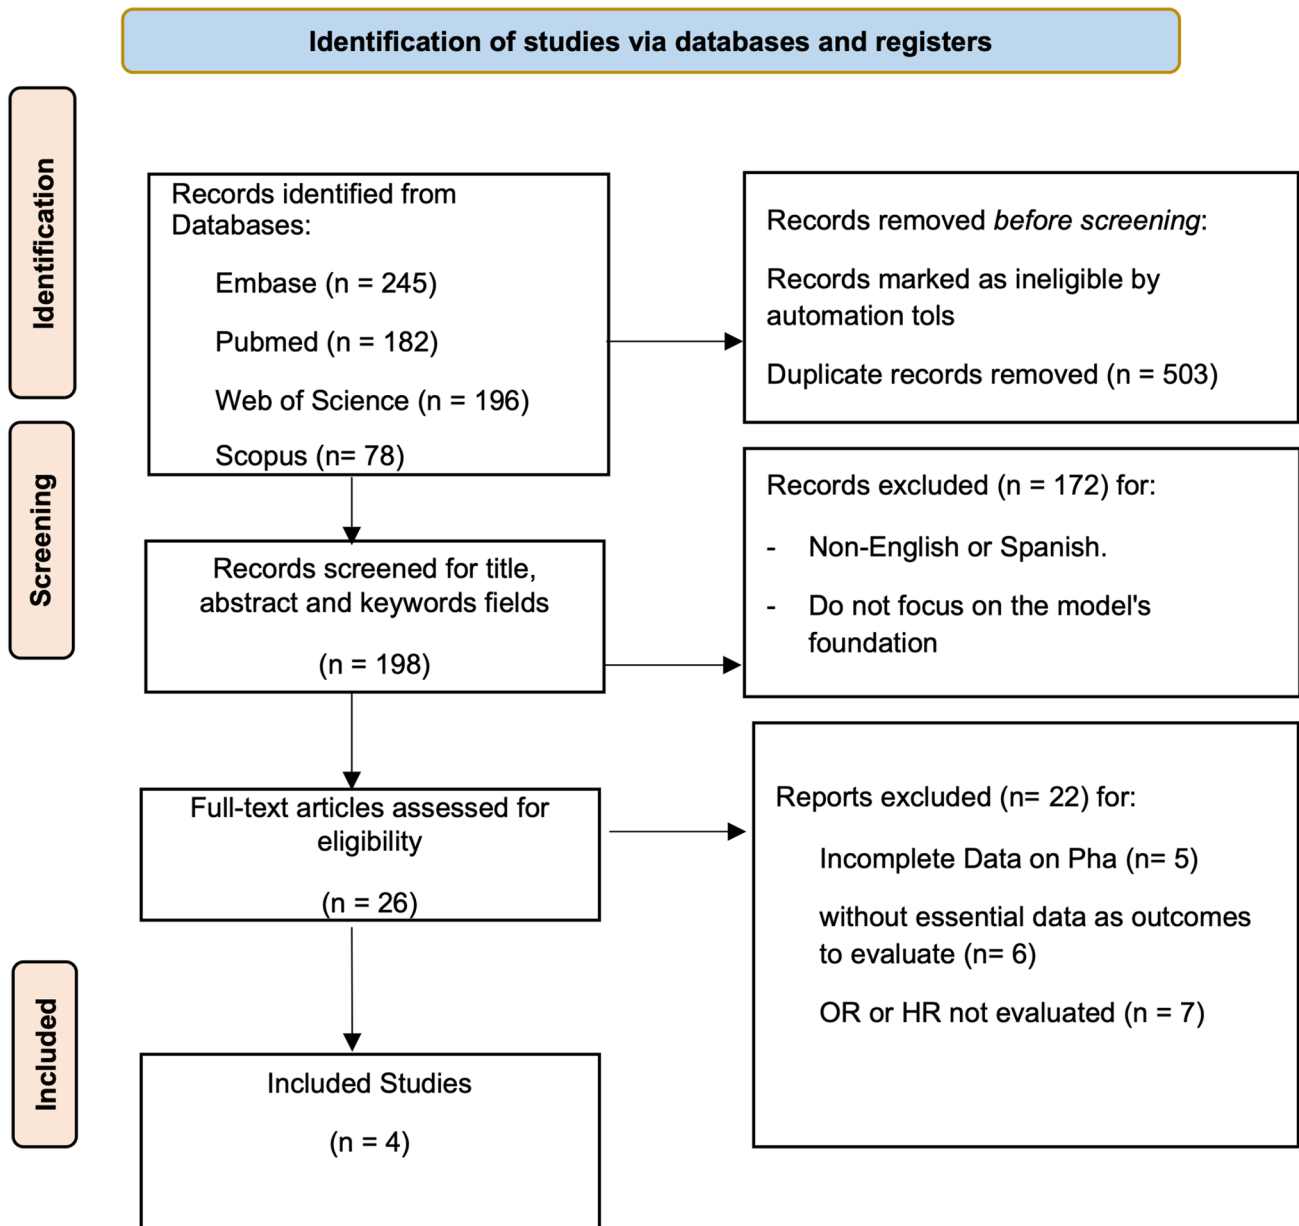 Identification of studies via databases and registers
Identification
Records identified from
Databases:
Embase (n = 245)
Pubmed (n = 182)
Web of Science (n = 196)
Scopus (n= 78)
Records removed before screening:
Records marked as ineligible by
automation tols
Duplicate records removed (n = 503)
Screening
Records screened for title,
abstract and keywords fields
(n = 198)
Records excluded (n = 172) for:
- Non-English or Spanish.
- Do not focus on the model's
foundation
Full-text articles assessed for
eligibility
(n = 26)
Reports excluded (n= 22) for:
Incomplete Data on Pha (n= 5)
without essential data as outcomes
to evaluate (n= 6)
OR or HR not evaluated (n = 7)
Included
Included Studies
(n = 4)